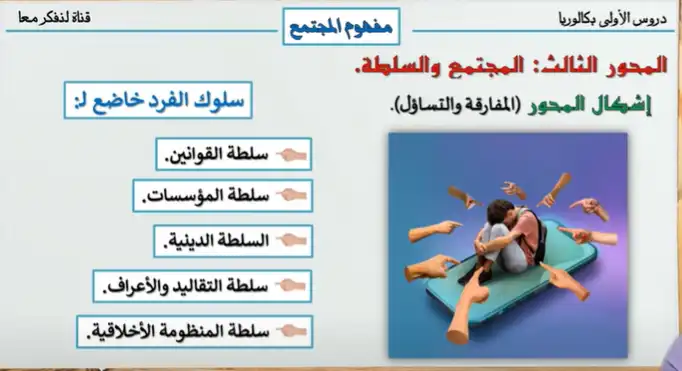 دروس الأولى بكالوريا
مفهوم المجتمع
قناة لنفكر معا
المحور الثالث: المجتمع والسلطة.
إشكال المحور (المفارقة والتساؤل).
سلوك الفرد خاضع لـ:
سلطة القوانين.
سلطة المؤسسات.
السلطة الدينية.
سلطة التقاليد والأعراف.
سلطة المنظومة الأخلاقية.